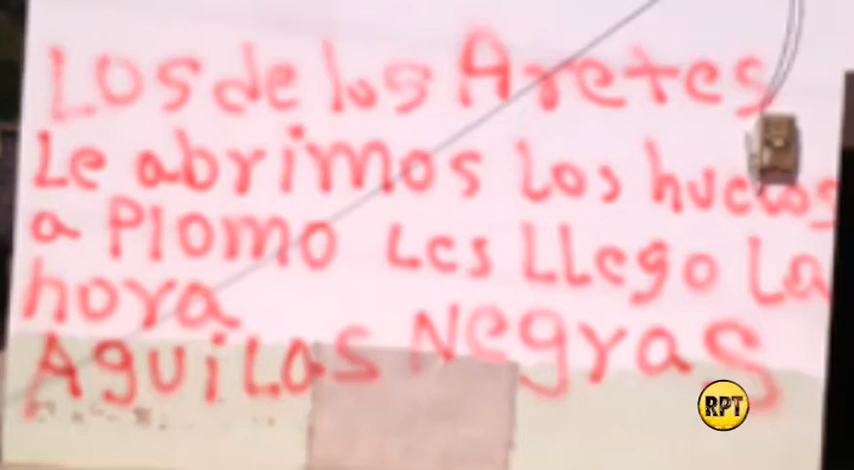 Los de los Aretes
Le abrimos los huecos
a Plomo Les LLego La
hora
Aguilas Negras
RPT